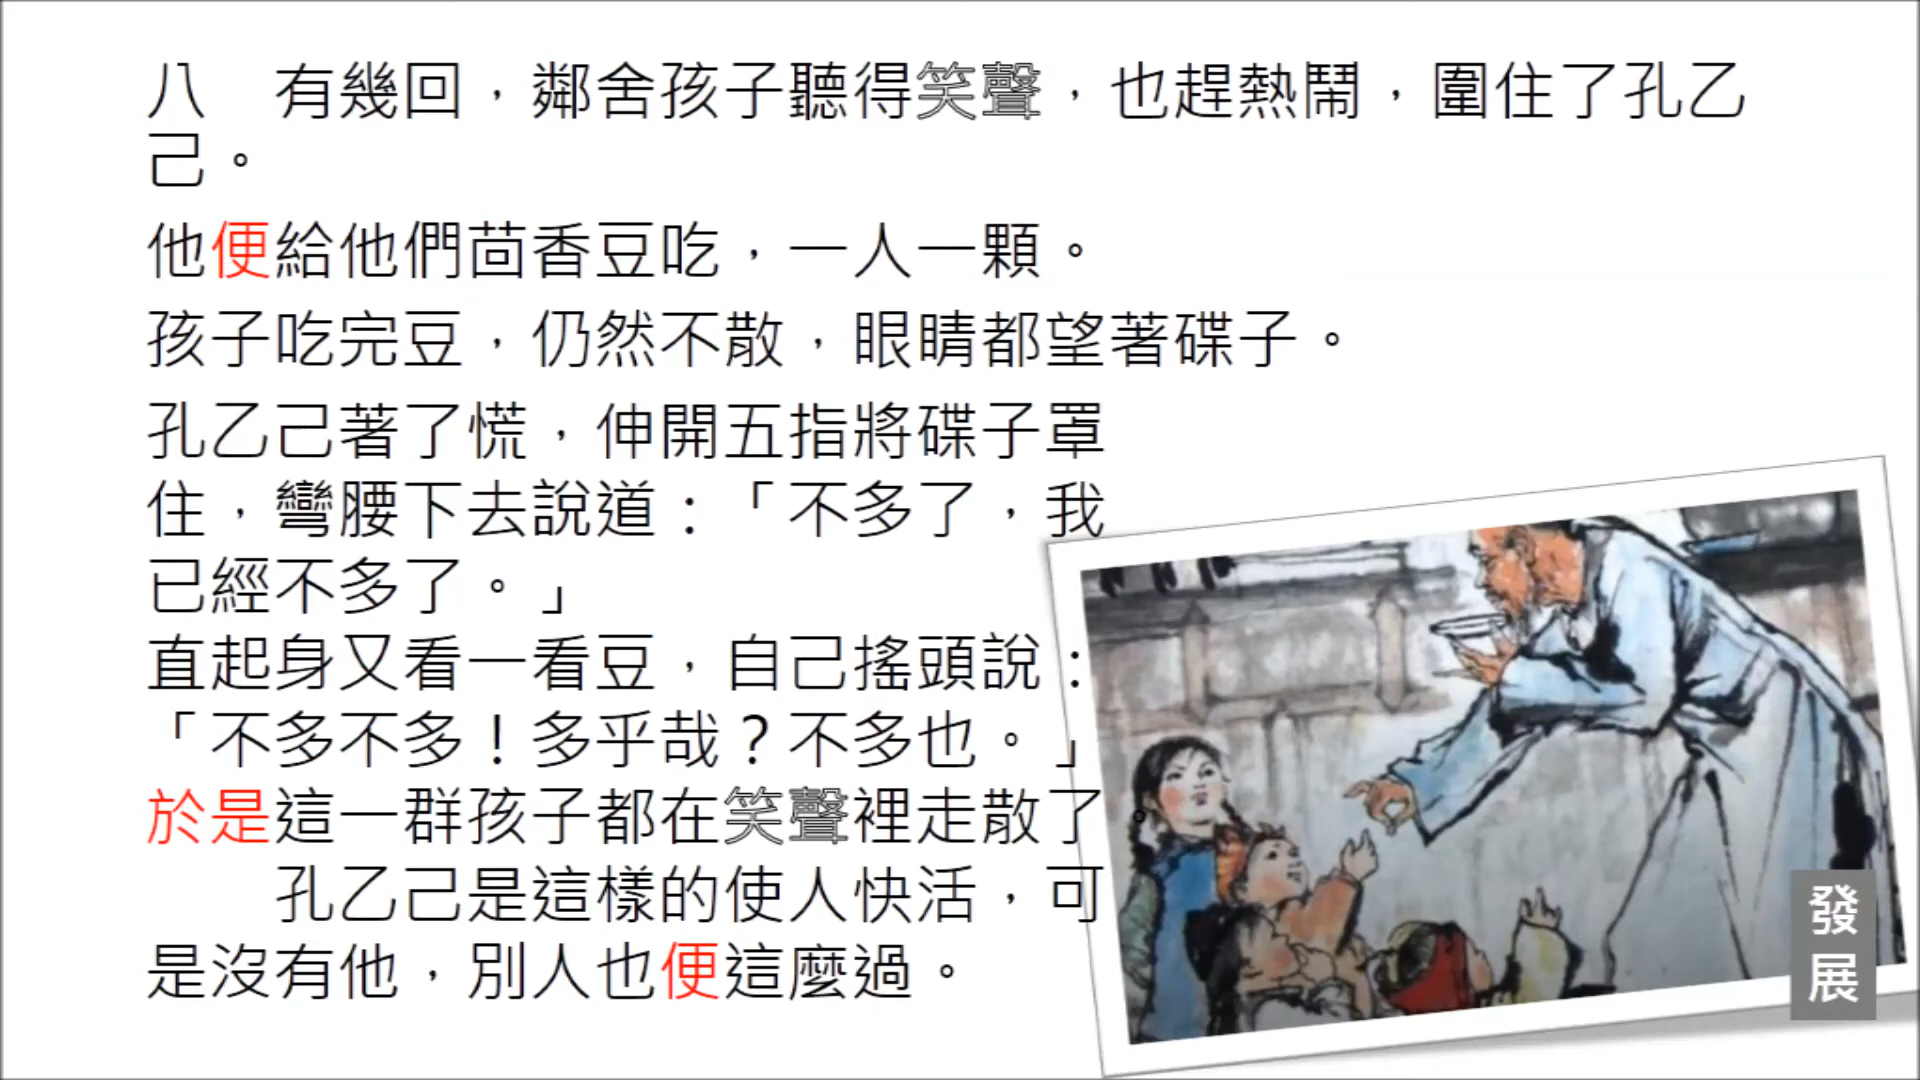 八　有幾回，鄰舍孩子聽得笑聲，也趕熱鬧，圍住了孔乙
己。
他便給他們茴香豆吃，一人一顆。
孩子吃完豆，仍然不散，眼睛都望著碟子。
孔乙己著了慌，伸開五指將碟子罩
住，彎腰下去說道：「不多了，我
已經不多了。」
直起身又看一看豆，自己搖頭說：
「不多不多！多乎哉？不多也。」
於是這一群孩子都在笑聲裡走散了
　　孔乙己是這樣的使人快活，可
是沒有他，別人也便這麼過。
發
展